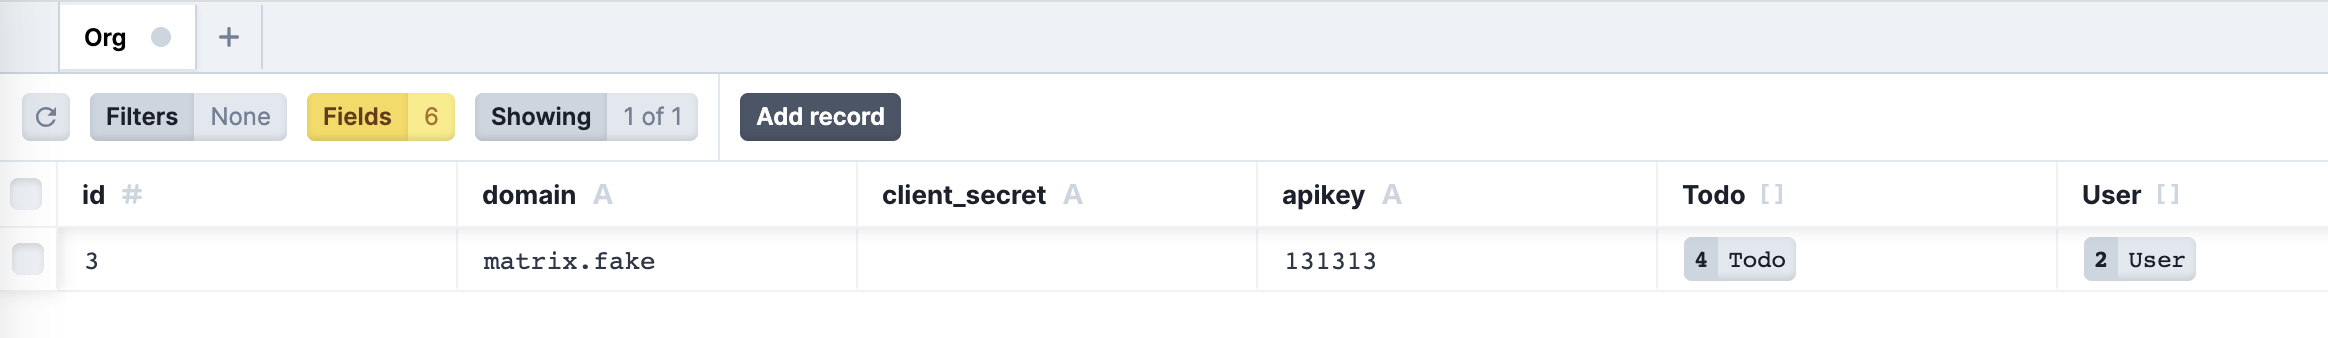 Org +
Filters None Fields 6 Showing 1 of 1 Add record
id # domain A client_secret A apikey A Todo [] User []
3 matrix.fake 131313 4 Todo 2 User